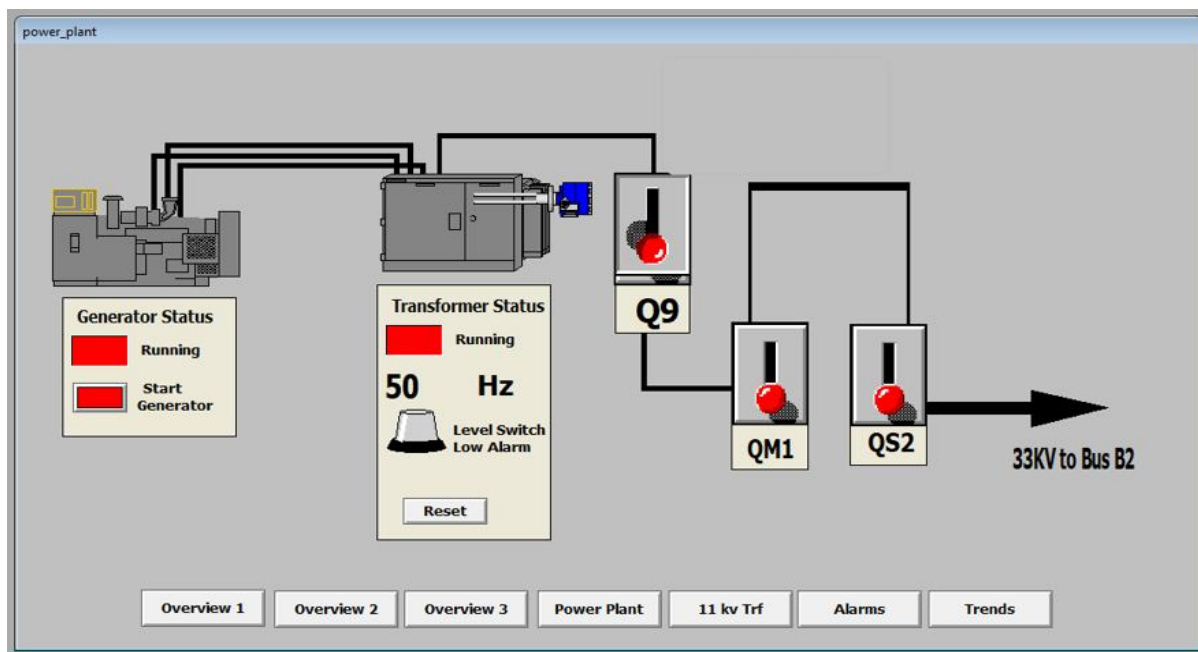 power_plant
Generator Status
Running
Start
Generator
Transformer Status
Running
50 Hz
Level Switch
Low Alarm
Reset
Q9
QM1
QS2
33KV to Bus B2
Overview 1
Overview 2
Overview 3
Power Plant
11 kv Trf
Alarms
Trends